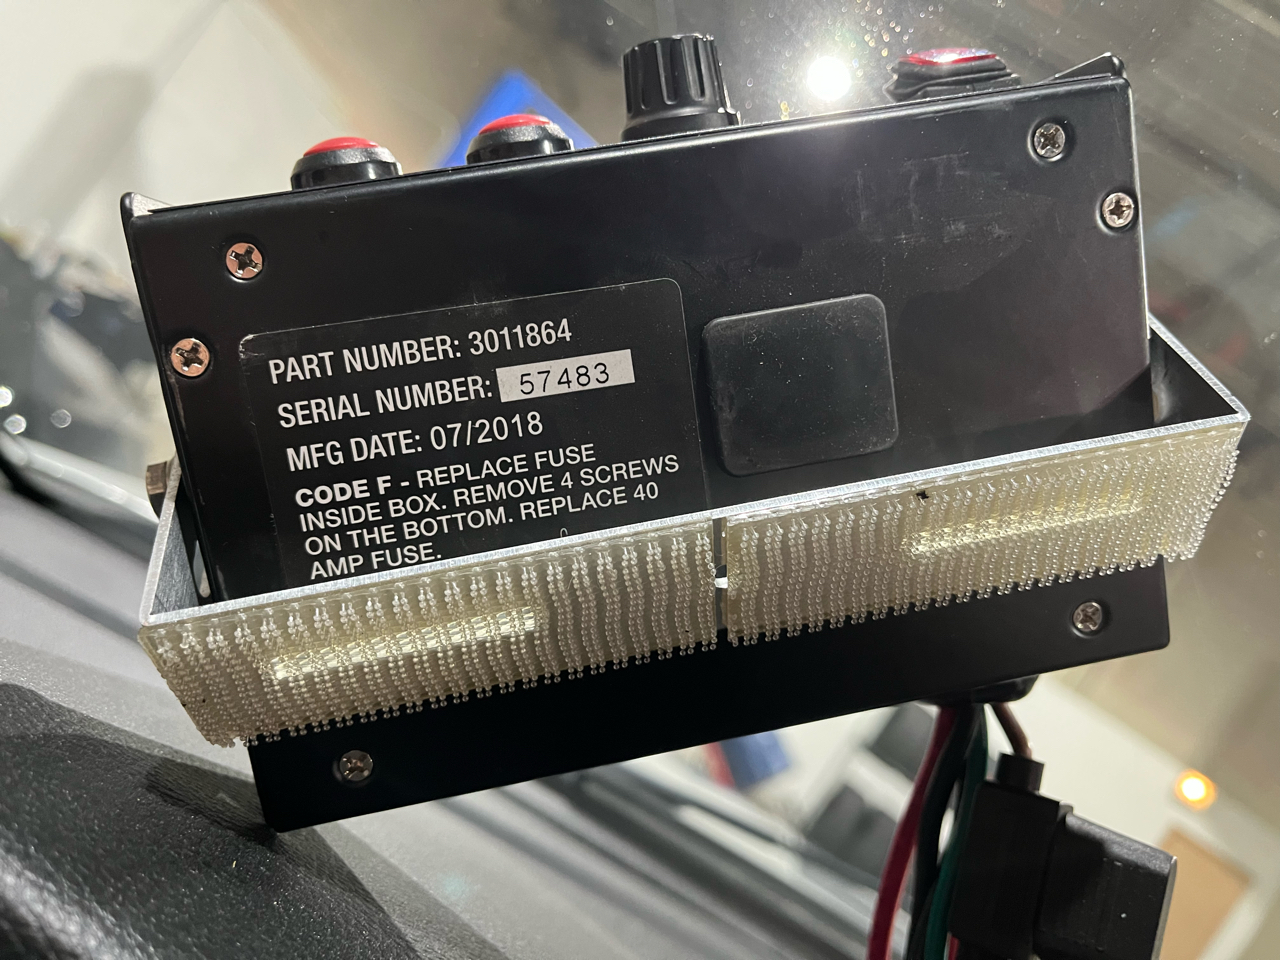 PART NUMBER: 3011864
SERIAL NUMBER: 57483
MFG DATE: 07/2018
CODE F - REPLACE FUSE
INSIDE BOX. REMOVE 4 SCREWS
ON THE BOTTOM. REPLACE 40
AMP FUSE.